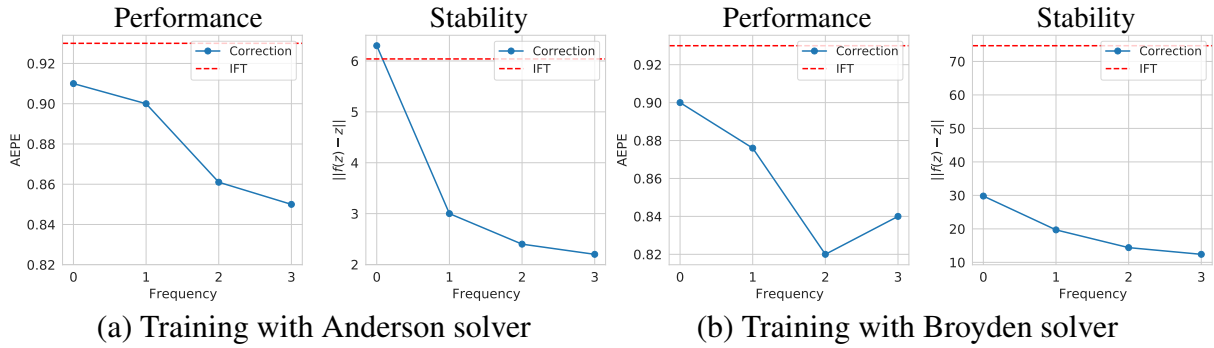 Performance
0.92
0.90
0.88
0.86
0.84
0.82
AEPE
0 1 2 3
Frequency
Correction
IFT
Stability
6
5
4
3
2
||f(z) − z||
0 1 2 3
Frequency
Correction
IFT
(a) Training with Anderson solver
Performance
0.92
0.90
0.88
0.86
0.84
0.82
AEPE
0 1 2 3
Frequency
Correction
IFT
Stability
70
60
50
40
30
20
10
||f(z) − z||
0 1 2 3
Frequency
Correction
IFT
(b) Training with Broyden solver